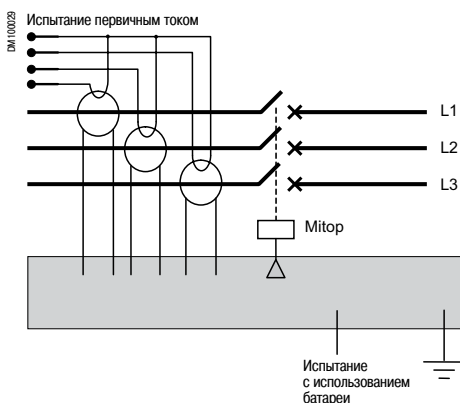 DM100029
Испытание первичным током
L1
L2
L3
Mitop
Испытание
с использованием
батареи